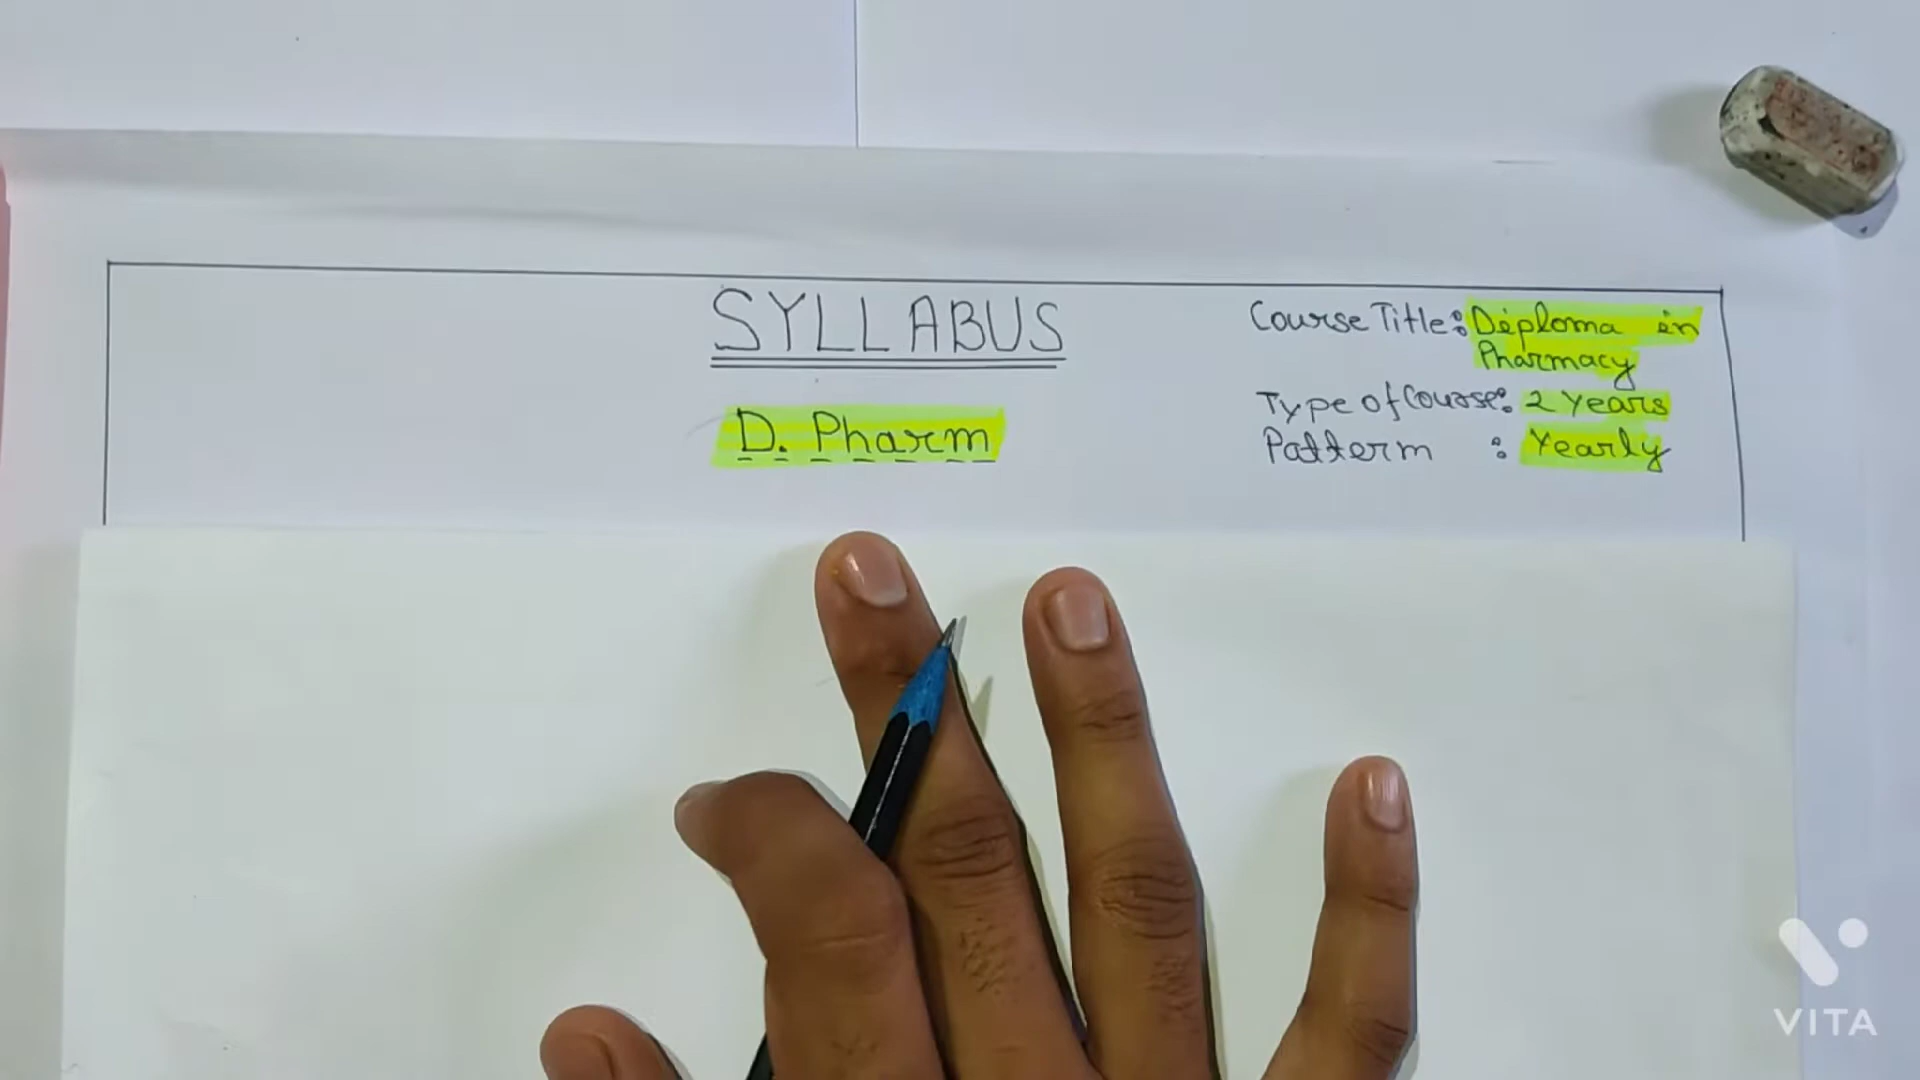 SYLLABUS
D. Pharm
Course Title: Diploma in
Pharmacy
Type of Course: 2 Years
Pattern : Yearly
VITA